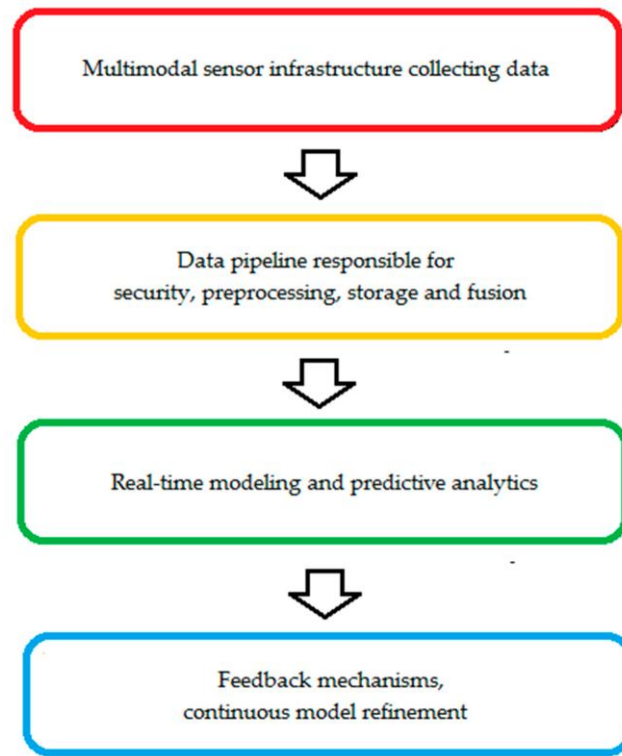 Multimodal sensor infrastructure collecting data
Data pipeline responsible for
security, preprocessing, storage and fusion
Real-time modeling and predictive analytics
Feedback mechanisms,
continuous model refinement